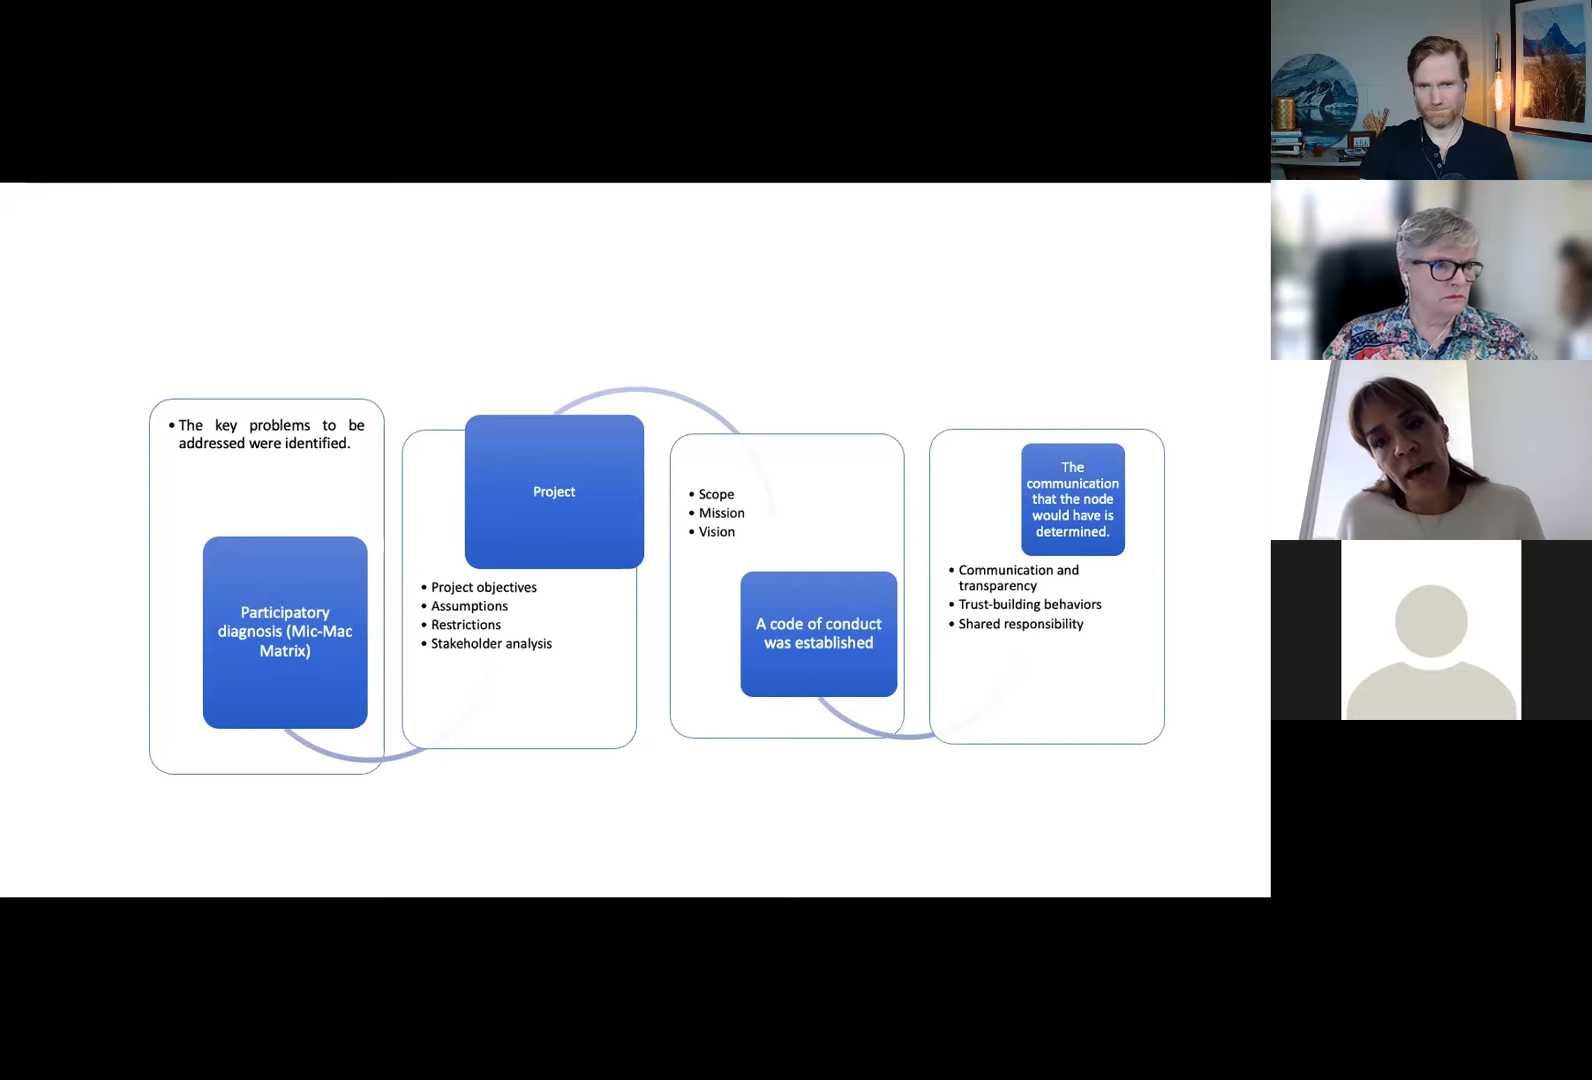 • The key problems to be
addressed were identified.
Participatory
diagnosis (Mic-Mac
Matrix)
Project
• Project objectives
• Assumptions
• Restrictions
• Stakeholder analysis
• Scope
• Mission
• Vision
A code of conduct
was established
The
communication
that the node
would have is
determined.
• Communication and
transparency
• Trust-building behaviors
• Shared responsibility